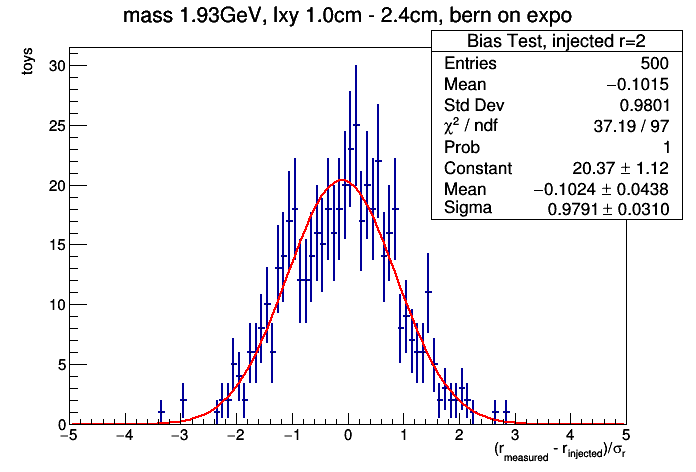 mass 1.93GeV, lxy 1.0cm - 2.4cm, bern on expo
toys
Bias Test, injected r=2
Entries 500
Mean −0.1015
Std Dev 0.9801
χ² / ndf 37.19 / 97
Prob 1
Constant 20.37 ± 1.12
Mean −0.1024 ± 0.0438
Sigma 0.9791 ± 0.0310
30
25
20
15
10
5
0
−5 −4 −3 −2 −1 0 1 2 3 4 5
(r_measured - r_injected)/σ_r